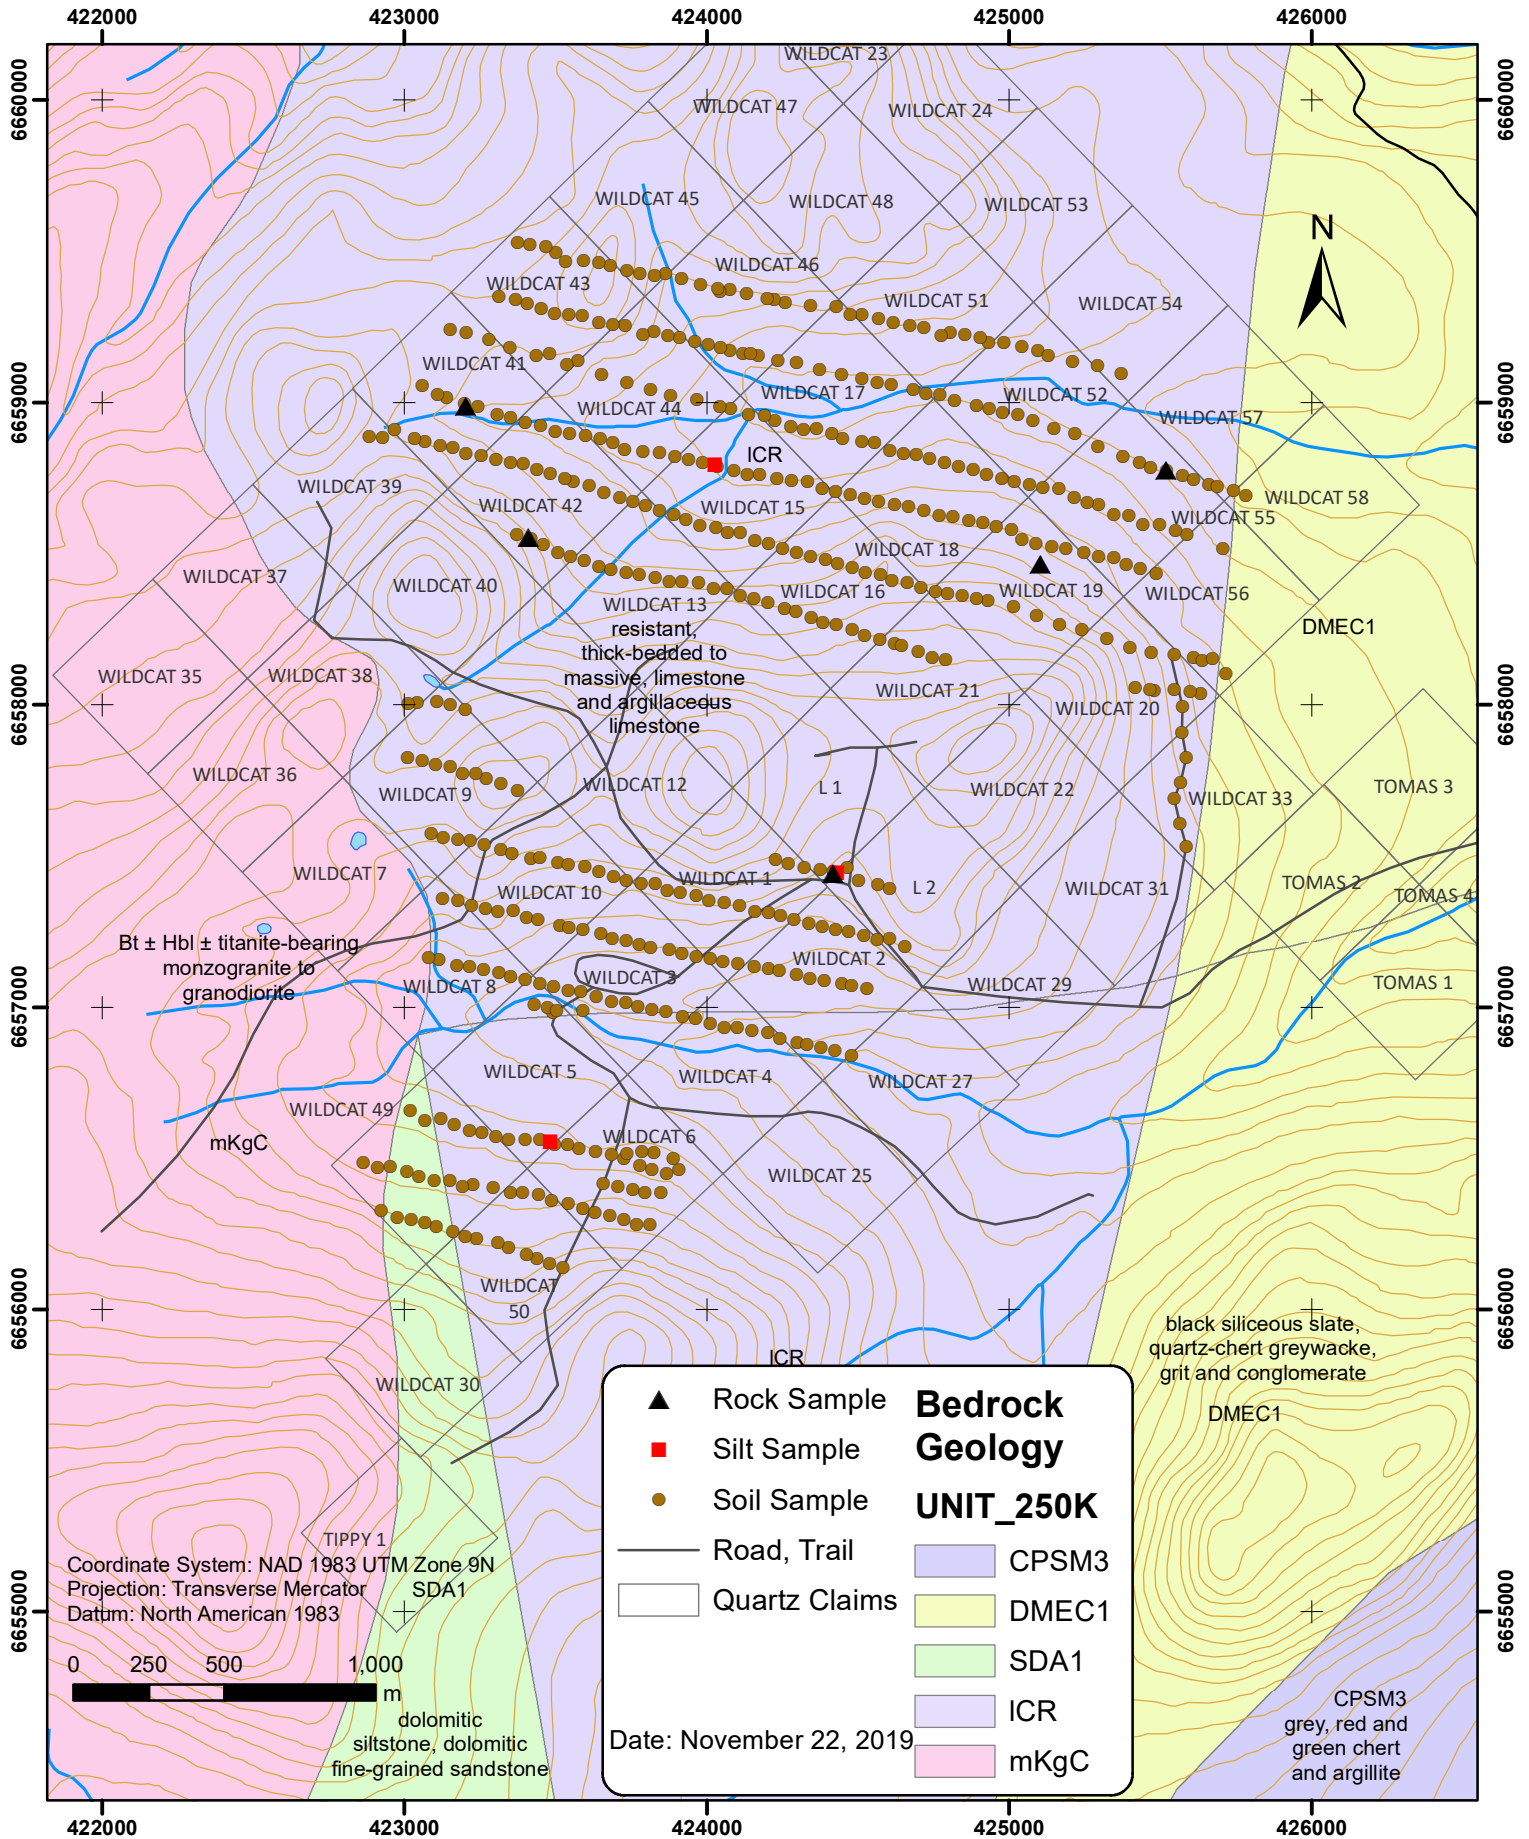 422000 423000 424000 425000 426000
6660000 6660000
WILDCAT 23
WILDCAT 47
WILDCAT 24
WILDCAT 45
WILDCAT 48
WILDCAT 53
N
WILDCAT 46
WILDCAT 43
WILDCAT 51
WILDCAT 54
WILDCAT 41
6659000 6659000
WILDCAT 17
WILDCAT 52
WILDCAT 44
WILDCAT 57
ICR
WILDCAT 39
WILDCAT 58
WILDCAT 42
WILDCAT 15
WILDCAT 55
WILDCAT 18
WILDCAT 37
WILDCAT 40
WILDCAT 16
WILDCAT 19
WILDCAT 56
WILDCAT 13
DMEC1
resistant,
thick-bedded to
massive, limestone
and argillaceous
limestone
WILDCAT 35
WILDCAT 38
WILDCAT 21
6658000 6658000
WILDCAT 20
WILDCAT 36
WILDCAT 9
WILDCAT 12
L 1
WILDCAT 22
WILDCAT 33
TOMAS 3
WILDCAT 7
WILDCAT 10
WILDCAT 1
L 2
WILDCAT 31
TOMAS 2
TOMAS 4
Bt ± Hbl ± titanite-bearing
monzogranite to
granodiorite
WILDCAT 2
WILDCAT 3
WILDCAT 8
WILDCAT 29
TOMAS 1
6657000 6657000
WILDCAT 5
WILDCAT 4
WILDCAT 27
WILDCAT 49
mKgC
WILDCAT 6
WILDCAT 25
WILDCAT
50
6656000 6656000
black siliceous slate,
quartz-chert greywacke,
grit and conglomerate
DMEC1
ICR
WILDCAT 30
TIPPY 1
Coordinate System: NAD 1983 UTM Zone 9N
Projection: Transverse Mercator
SDA1
Datum: North American 1983
6655000 6655000
0 250 500 1,000
m
dolomitic
siltstone, dolomitic
fine-grained sandstone
Rock Sample
Silt Sample
Soil Sample
Road, Trail
Quartz Claims
Date: November 22, 2019
Bedrock
Geology
UNIT_250K
CPSM3
DMEC1
SDA1
ICR
mKgC
CPSM3
grey, red and
green chert
and argillite
422000 423000 424000 425000 426000